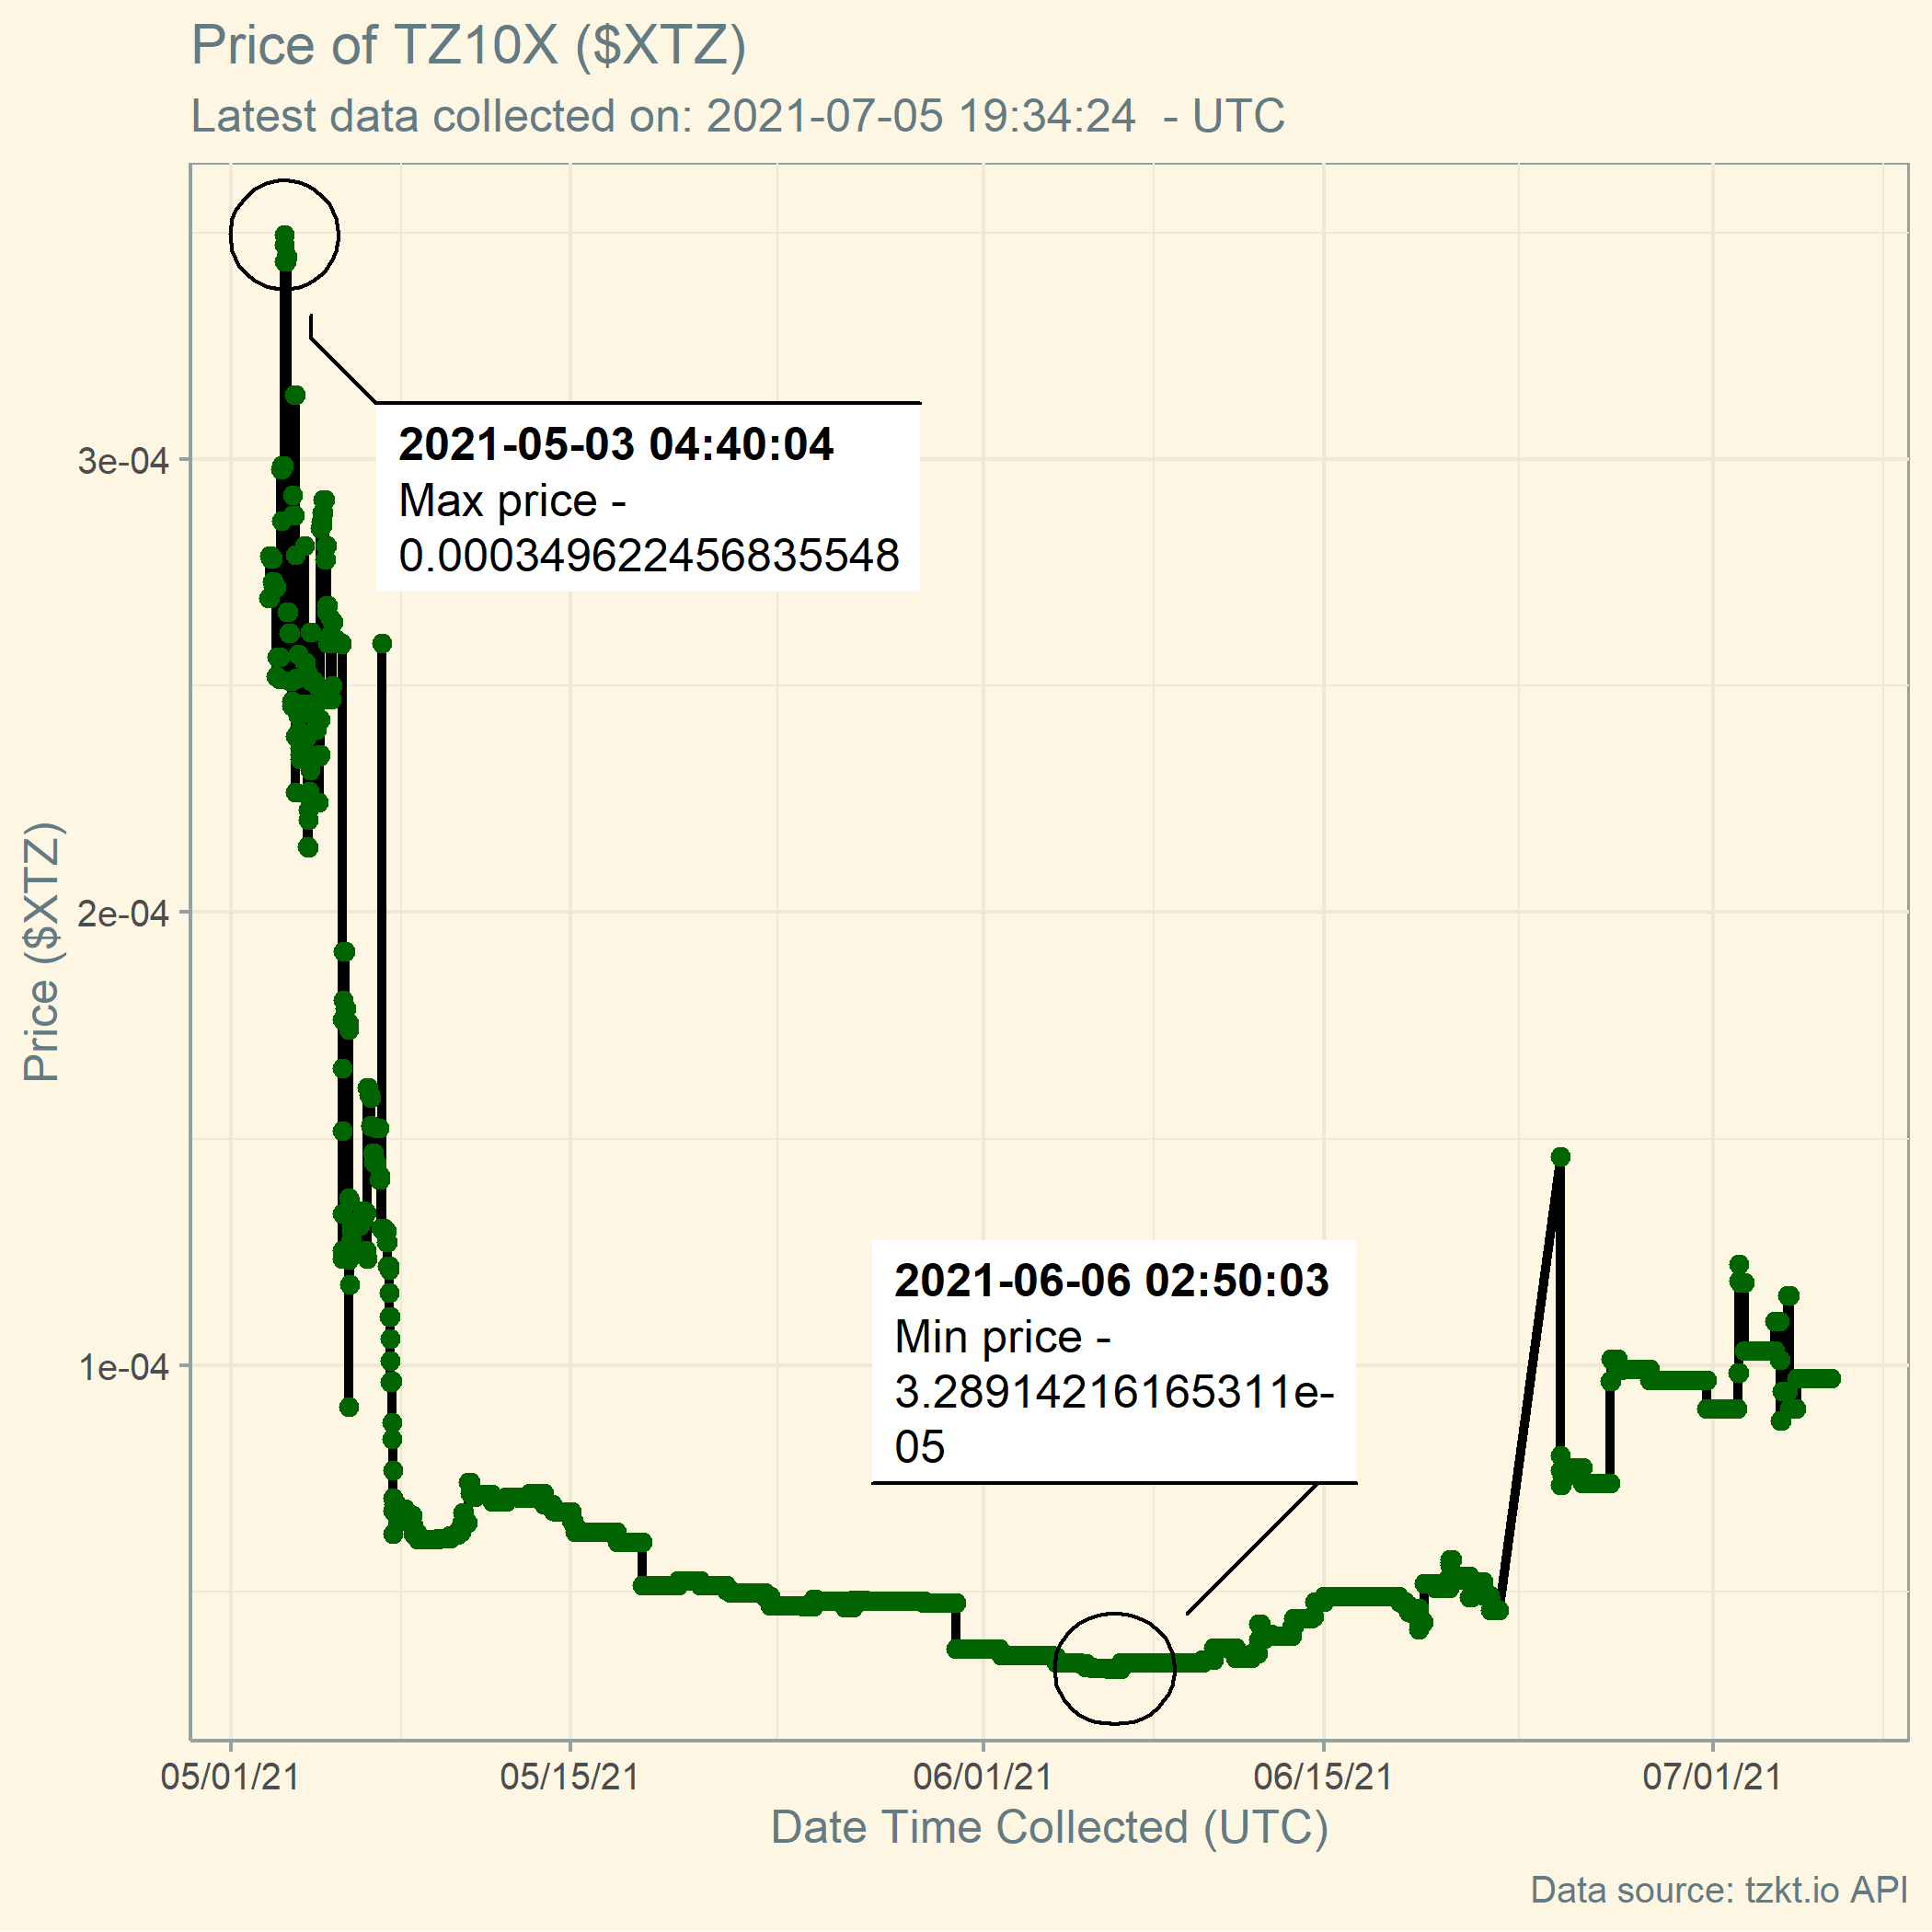 Price of TZ10X ($XTZ)
Latest data collected on: 2021-07-05 19:34:24  - UTC
2021-05-03 04:40:04
Max price -
0.000349622456835548
3e-04
2e-04
1e-04
Price ($XTZ)
2021-06-06 02:50:03
Min price -
3.28914216165311e-
05
05/01/21
05/15/21
06/01/21
06/15/21
07/01/21
Date Time Collected (UTC)
Data source: tzkt.io API